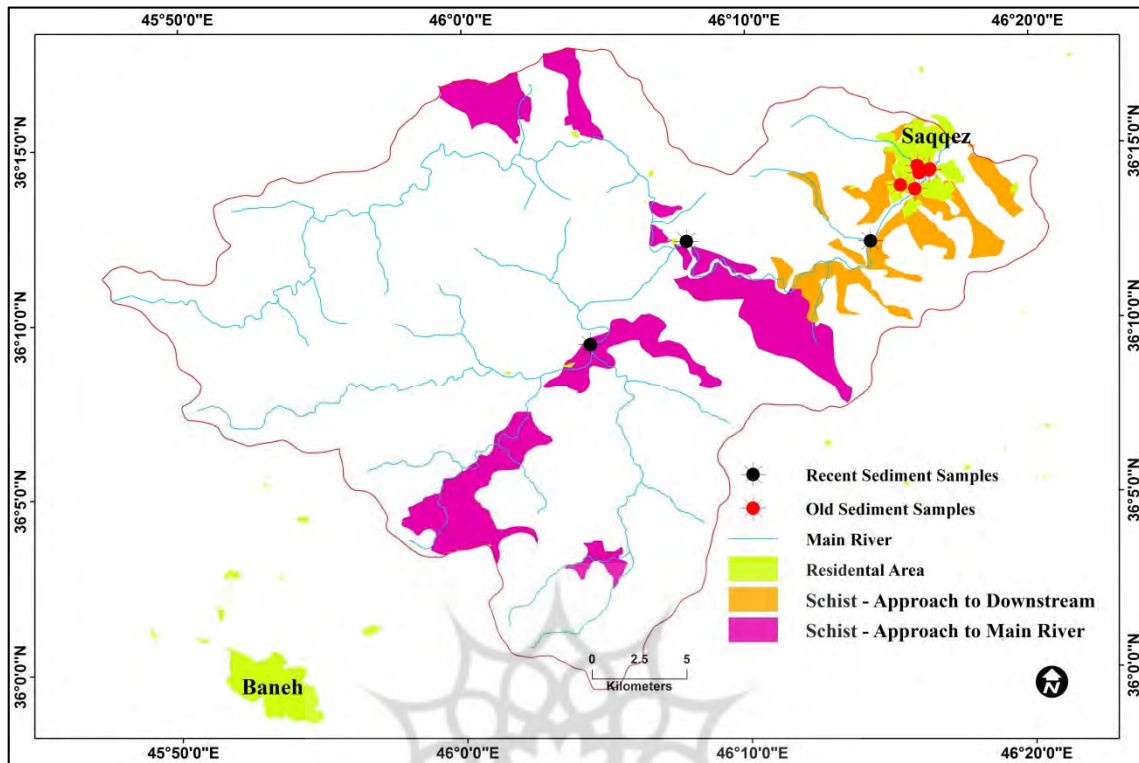 45°50'0"E
46°0'0"E
46°10'0"E
46°20'0"E
36°15'0"N
36°15'0"N
Saqqez
36°10'0"N
36°10'0"N
36°5'0"N
36°5'0"N
Recent Sediment Samples
Old Sediment Samples
Main River
Residental Area
Schist - Approach to Downstream
Schist - Approach to Main River
0 2.5 5
Kilometers
N
36°0'0"N
36°0'0"N
Baneh
45°50'0"E
46°0'0"E
46°10'0"E
46°20'0"E